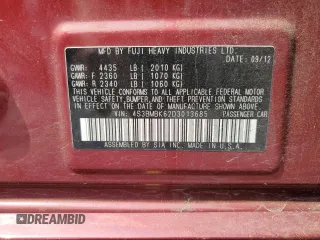 MFD BY FUJI HEAVY INDUSTRIES LTD.
DATE: 09/12
GVWR: 4435 LB ( 2010 KG)
GAWR: F 2360 LB ( 1070 KG)
GAWR: R 2340 LB ( 1060 KG)
THIS VEHICLE CONFORMS TO ALL APPLICABLE FEDERAL MOTOR
VEHICLE SAFETY, BUMPER, AND THEFT PREVENTION STANDARDS
IN EFFECT ON THE DATE OF MANUFACTURE SHOWN ABOVE.
VIN: 4S3BMBK62D3013685 PASSENGER CAR
ASSEMBLED BY SIA INC. MADE IN U.S.A.
DREAMBID